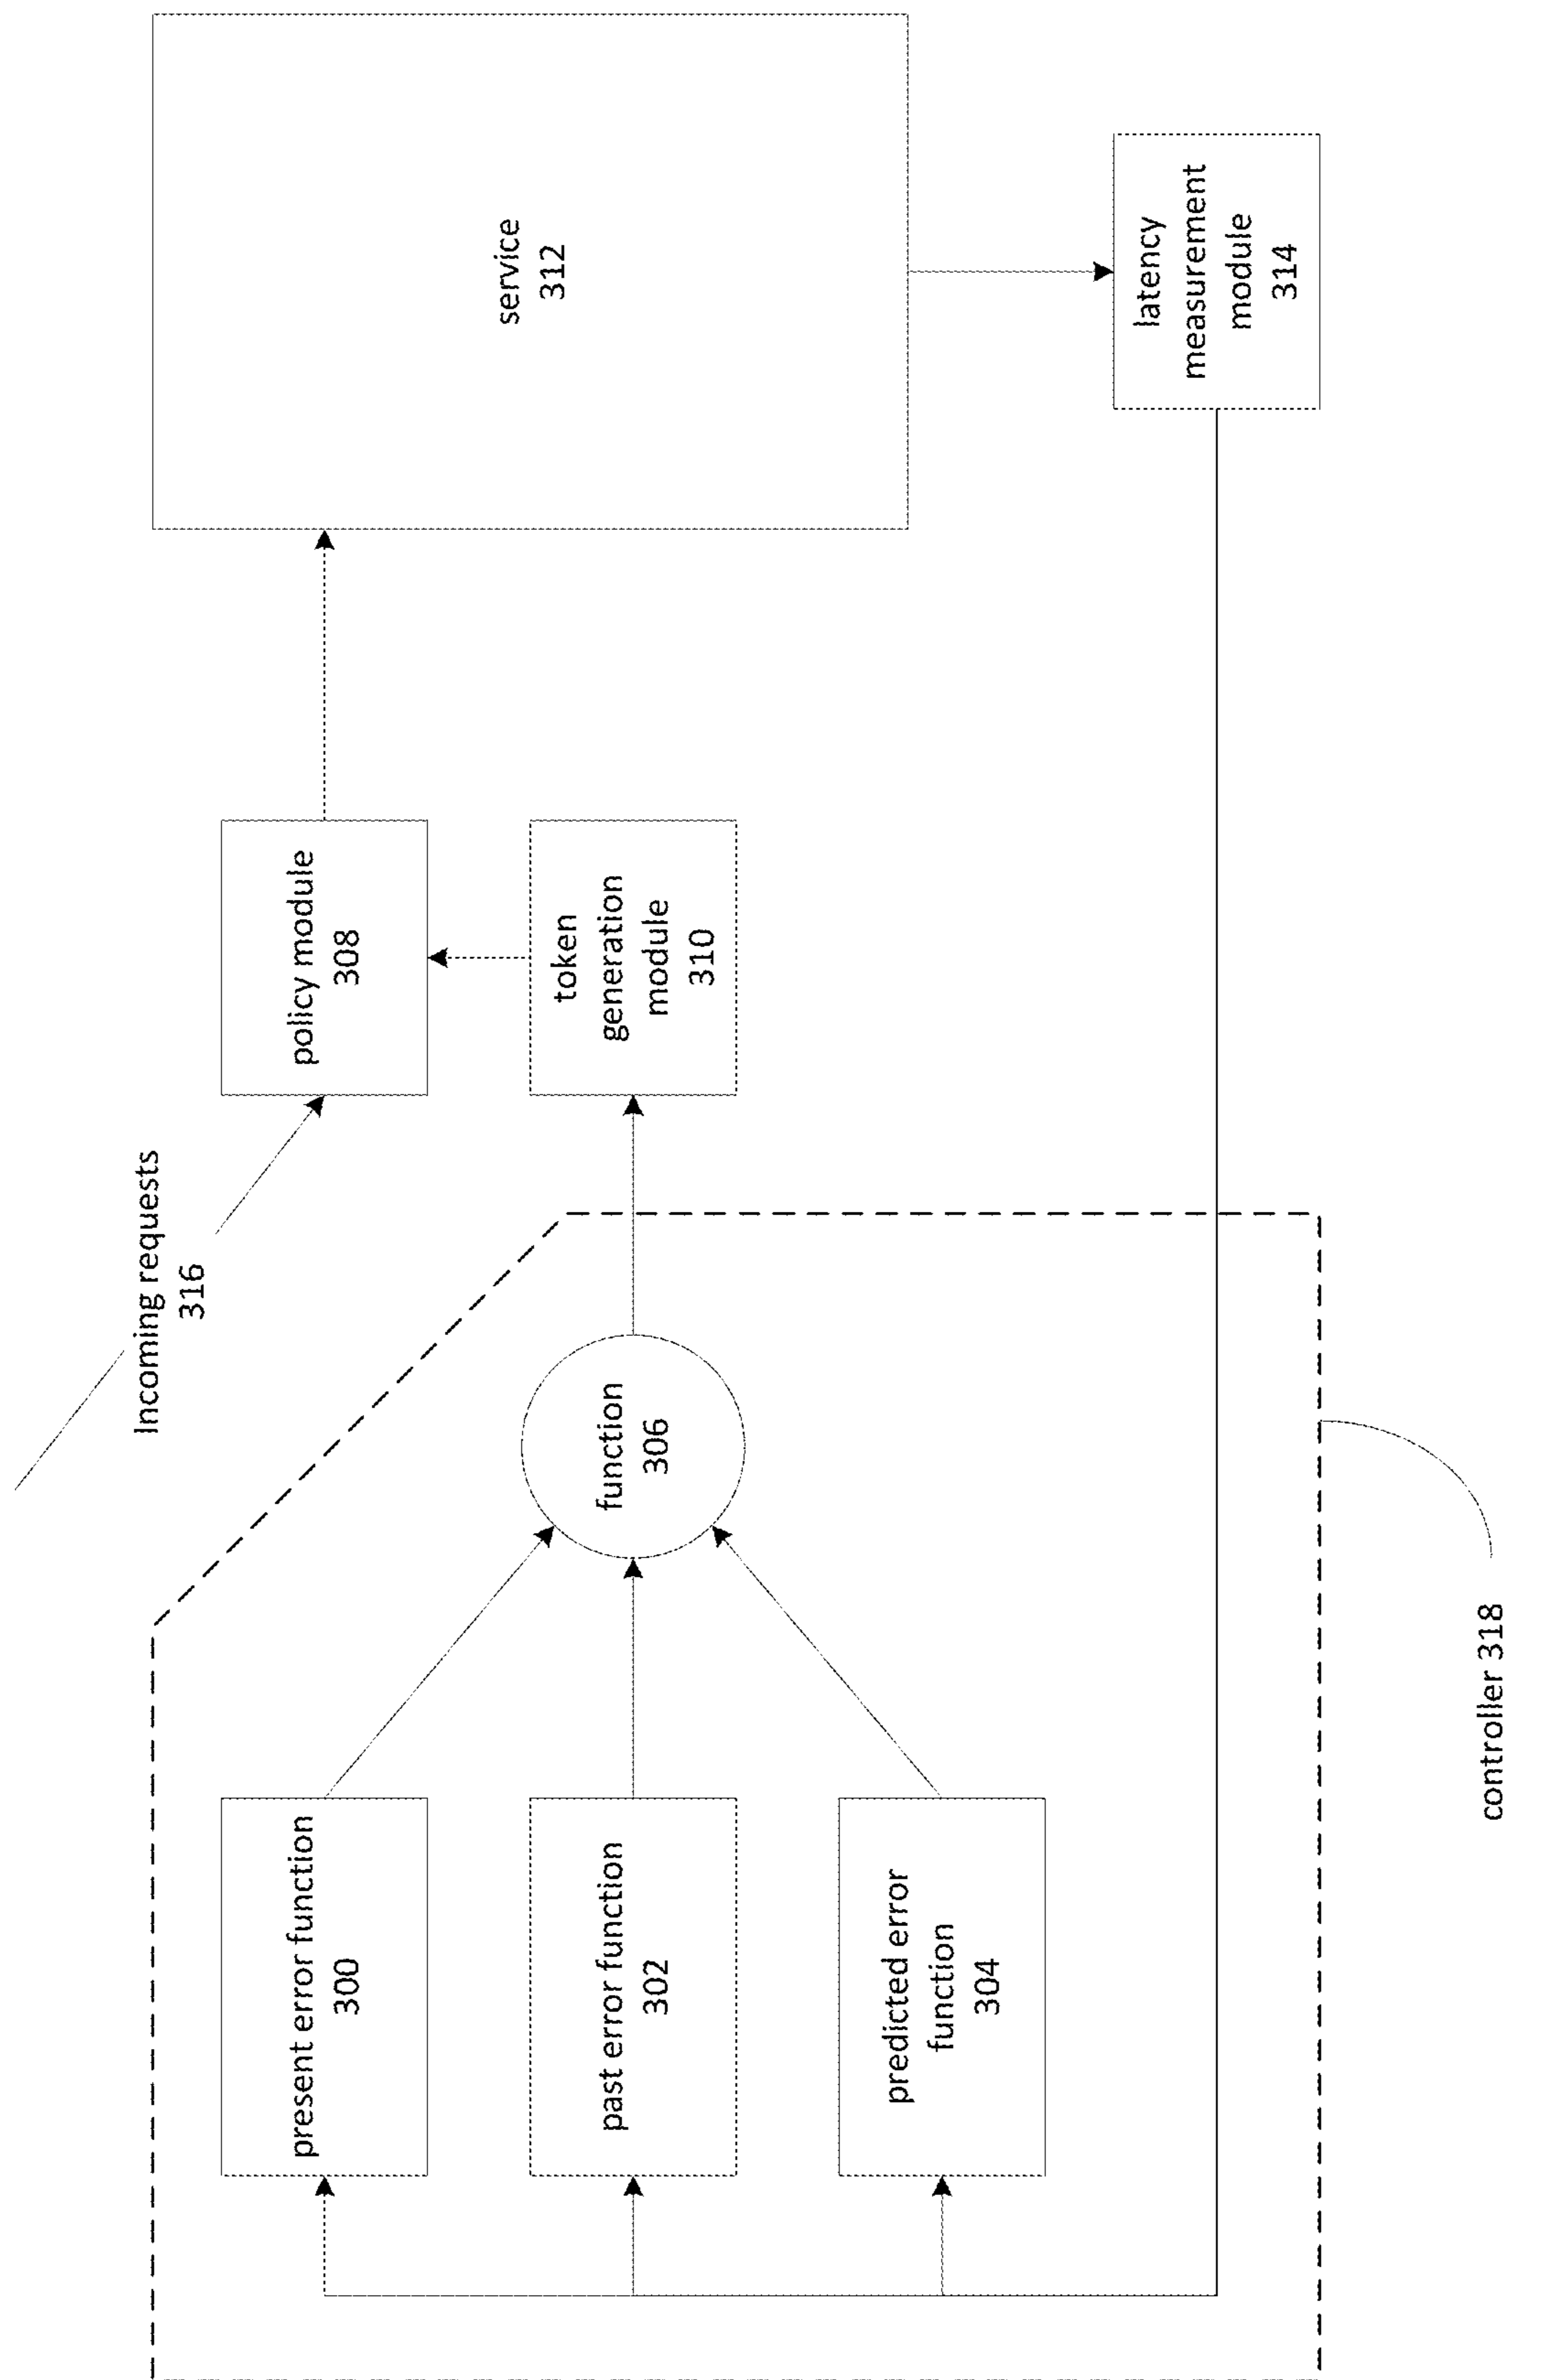 Incoming requests
316
present error function
300
past error function
302
predicted error
function
304
function
306
policy module
308
token
generation
module
310
service
312
latency
measurement
module
314
controller 318